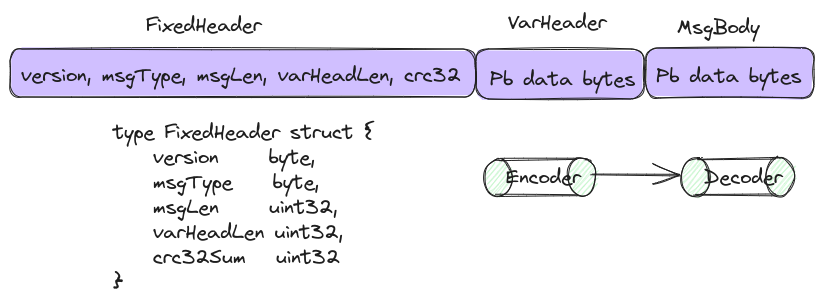 FixedHeader VarHeader MsgBody
version, msgType, msgLen, varHeadLen, crc32 Pb data bytes Pb data bytes
type FixedHeader struct {
version byte,
msgType byte,
msgLen uint32,
varHeadLen uint32,
crc32Sum uint32
}
Encoder Decoder